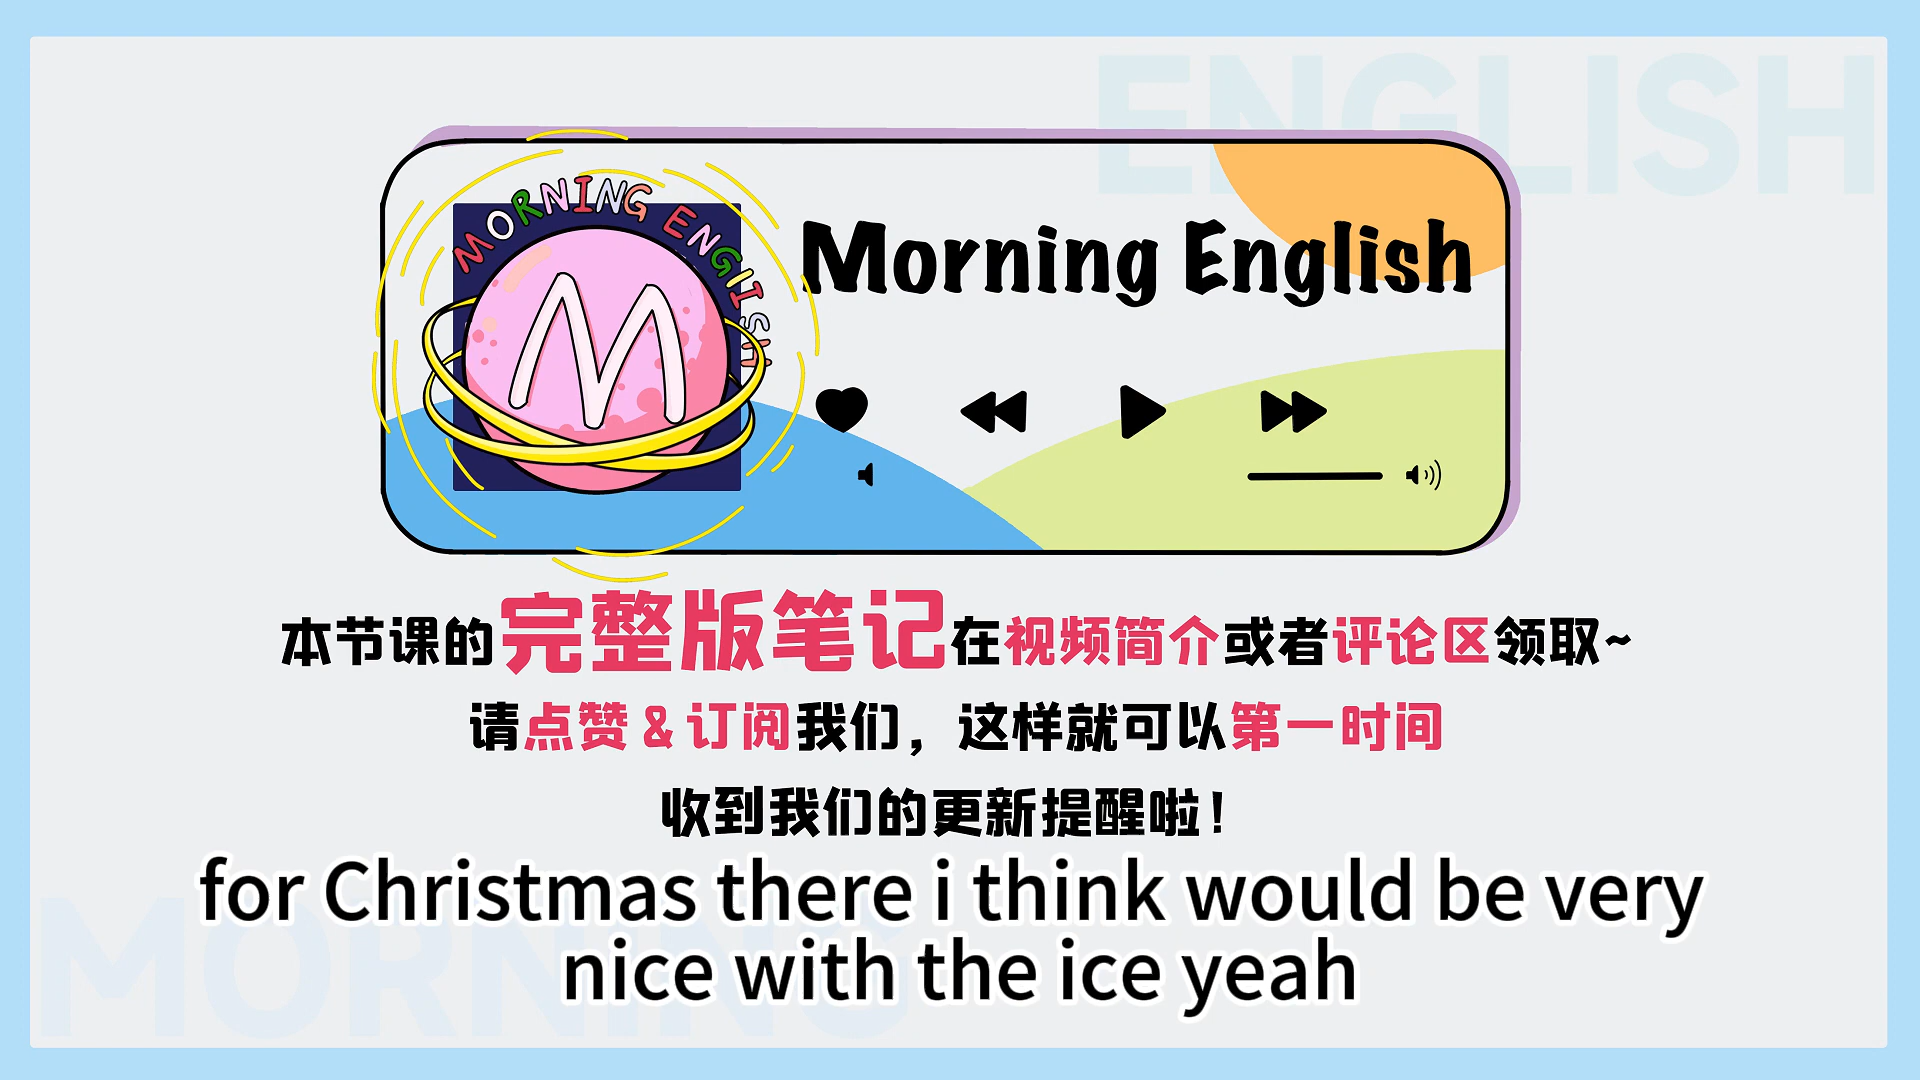 ENGLISH
MORNING ENGLISH
M
Morning English
本节课的完整版笔记在视频简介或者评论区领取~
请点赞&订阅我们，这样就可以第一时间
收到我们的更新提醒啦！
for Christmas there i think would be very
nice with the ice yeah
MORNING